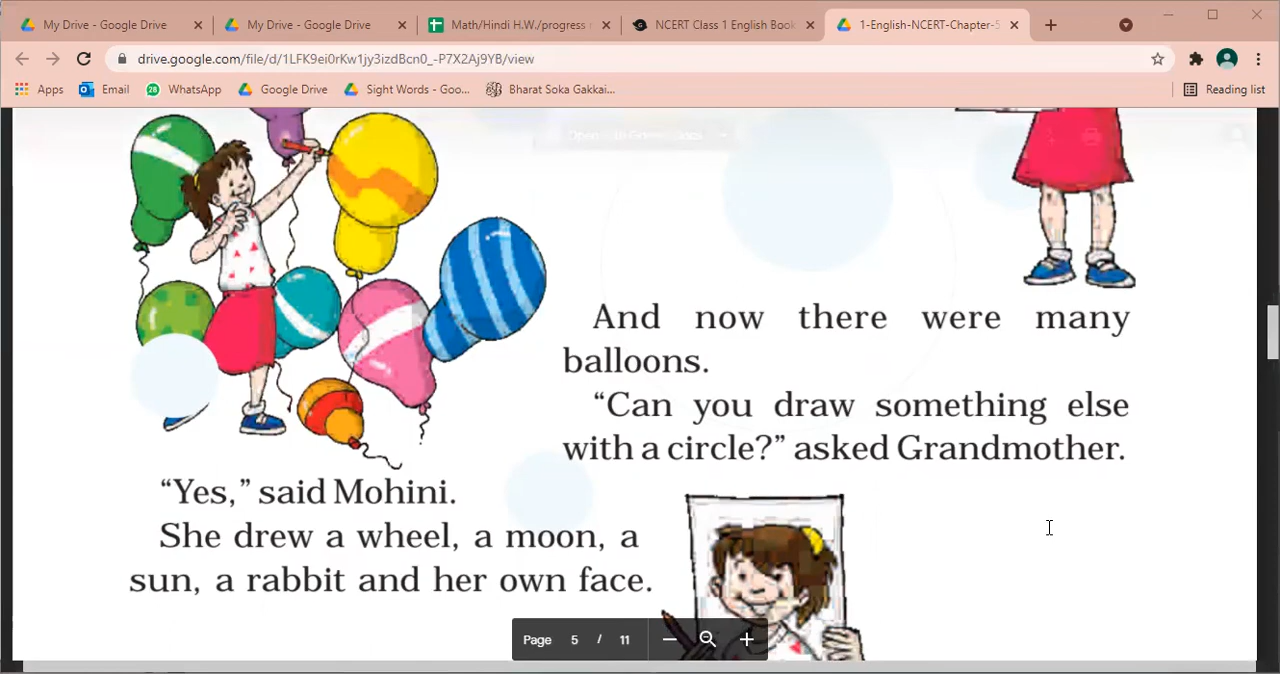 My Drive - Google Drive
My Drive - Google Drive
Math/Hindi H.W./progress
NCERT Class 1 English Book
1-English-NCERT-Chapter-5
drive.google.com/file/d/1LFK9ei0rKw1jy3izdBcn0_-P7X2Aj9YB/view
Apps
Email
28
WhatsApp
Google Drive
Sight Words - Goo...
Bharat Soka Gakkai...
Reading list
And now there were many
balloons.
“Can you draw something else
with a circle?” asked Grandmother.
“Yes,” said Mohini.
She drew a wheel, a moon, a
sun, a rabbit and her own face.
Page 5 / 11